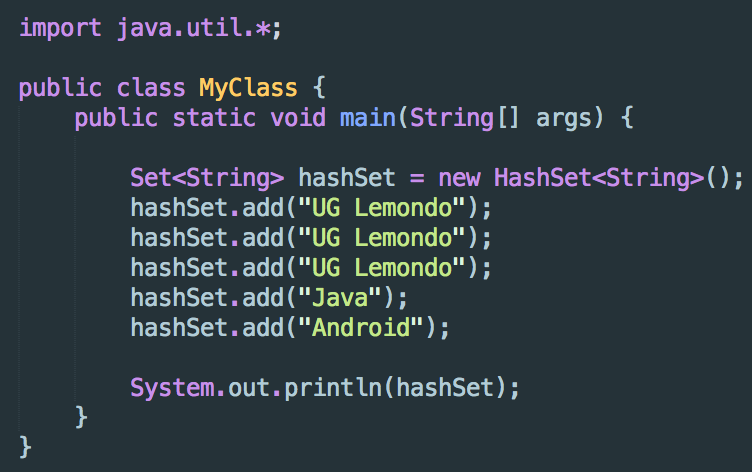 import java.util.*;
public class MyClass {
public static void main(String[] args) {
Set<String> hashSet = new HashSet<String>();
hashSet.add("UG Lemondo");
hashSet.add("UG Lemondo");
hashSet.add("UG Lemondo");
hashSet.add("Java");
hashSet.add("Android");
System.out.println(hashSet);
}
}